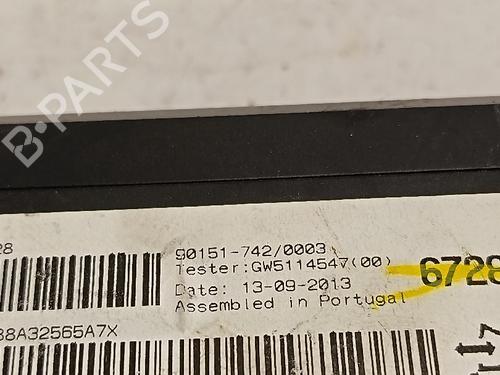 B-PARTS
28
90151-742/0003
Tester:GW5114547(00)
Date: 13-09-2013
Assembled in Portugal
6728
38A32565A7X